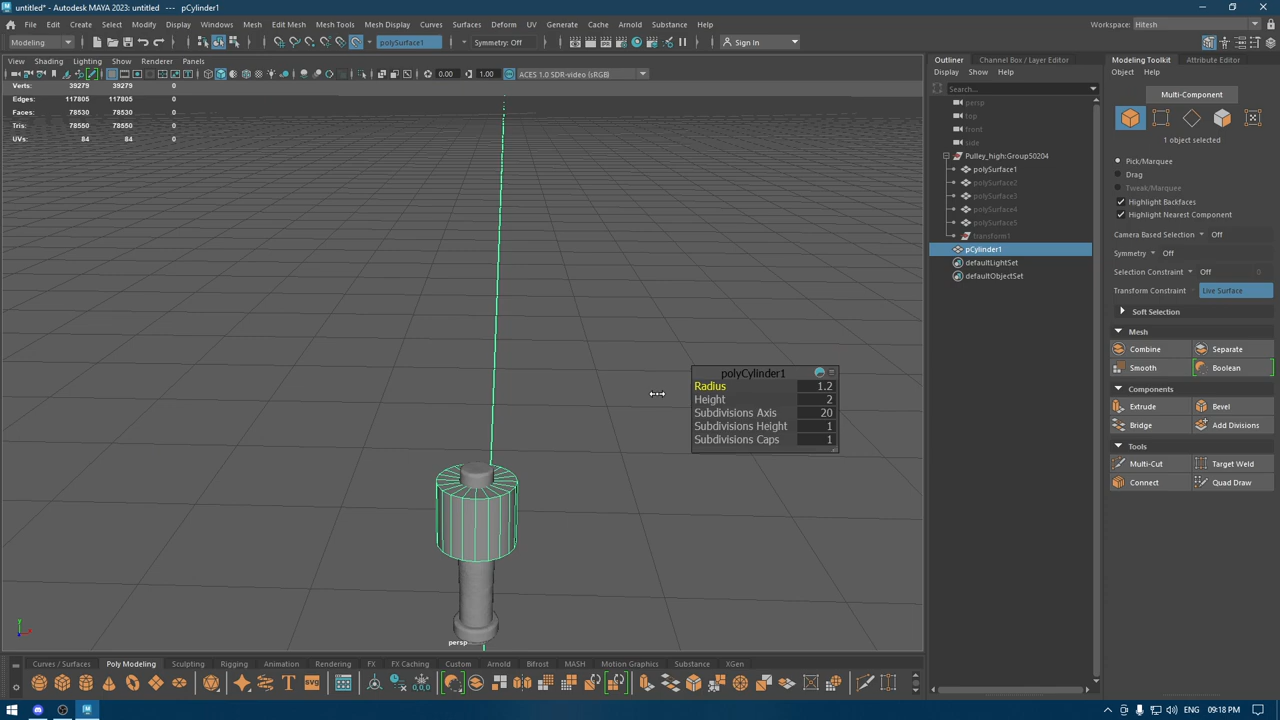 untitled* - Autodesk MAYA 2023: untitled  --  pCylinder1
File Edit Create Select Modify Display Windows Mesh Edit Mesh Mesh Tools Mesh Display Curves Surfaces Deform UV Generate Cache Arnold Substance Help
Workspace: Hitesh
Modeling polySurface1 Symmetry: Off Sign In
View Shading Lighting Show Renderer Panels
0.00 1.00 ACES 1.0 SDR-video (sRGB)
Verts: 39279 39279 0
Edges: 117805 117805 0
Faces: 78530 78530 0
Tris: 78550 78550 0
UVs: 84 84 0
polyCylinder1
Radius 1.2
Height 2
Subdivisions Axis 20
Subdivisions Height 1
Subdivisions Caps 1
persp
Outliner Channel Box / Layer Editor
Display Show Help
Search...
persp
top
front
side
Pulley_high:Group50204
polySurface1
polySurface2
polySurface3
polySurface4
polySurface5
transform1
pCylinder1
defaultLightSet
defaultObjectSet
Modeling Toolkit Attribute Editor
Object Help
Multi-Component
1 object selected
Pick/Marquee
Drag
Tweak/Marquee
Highlight Backfaces
Highlight Nearest Component
Camera Based Selection Off
Symmetry Off
Selection Constraint Off 0
Transform Constraint Live Surface
Soft Selection
Mesh
Combine Separate
Smooth Boolean
Components
Extrude Bevel
Bridge Add Divisions
Tools
Multi-Cut Target Weld
Connect Quad Draw
Curves / Surfaces Poly Modeling Sculpting Rigging Animation Rendering FX FX Caching Custom Arnold Bifrost MASH Motion Graphics Substance XGen
SVG 0,0,0
ENG 09:18 PM